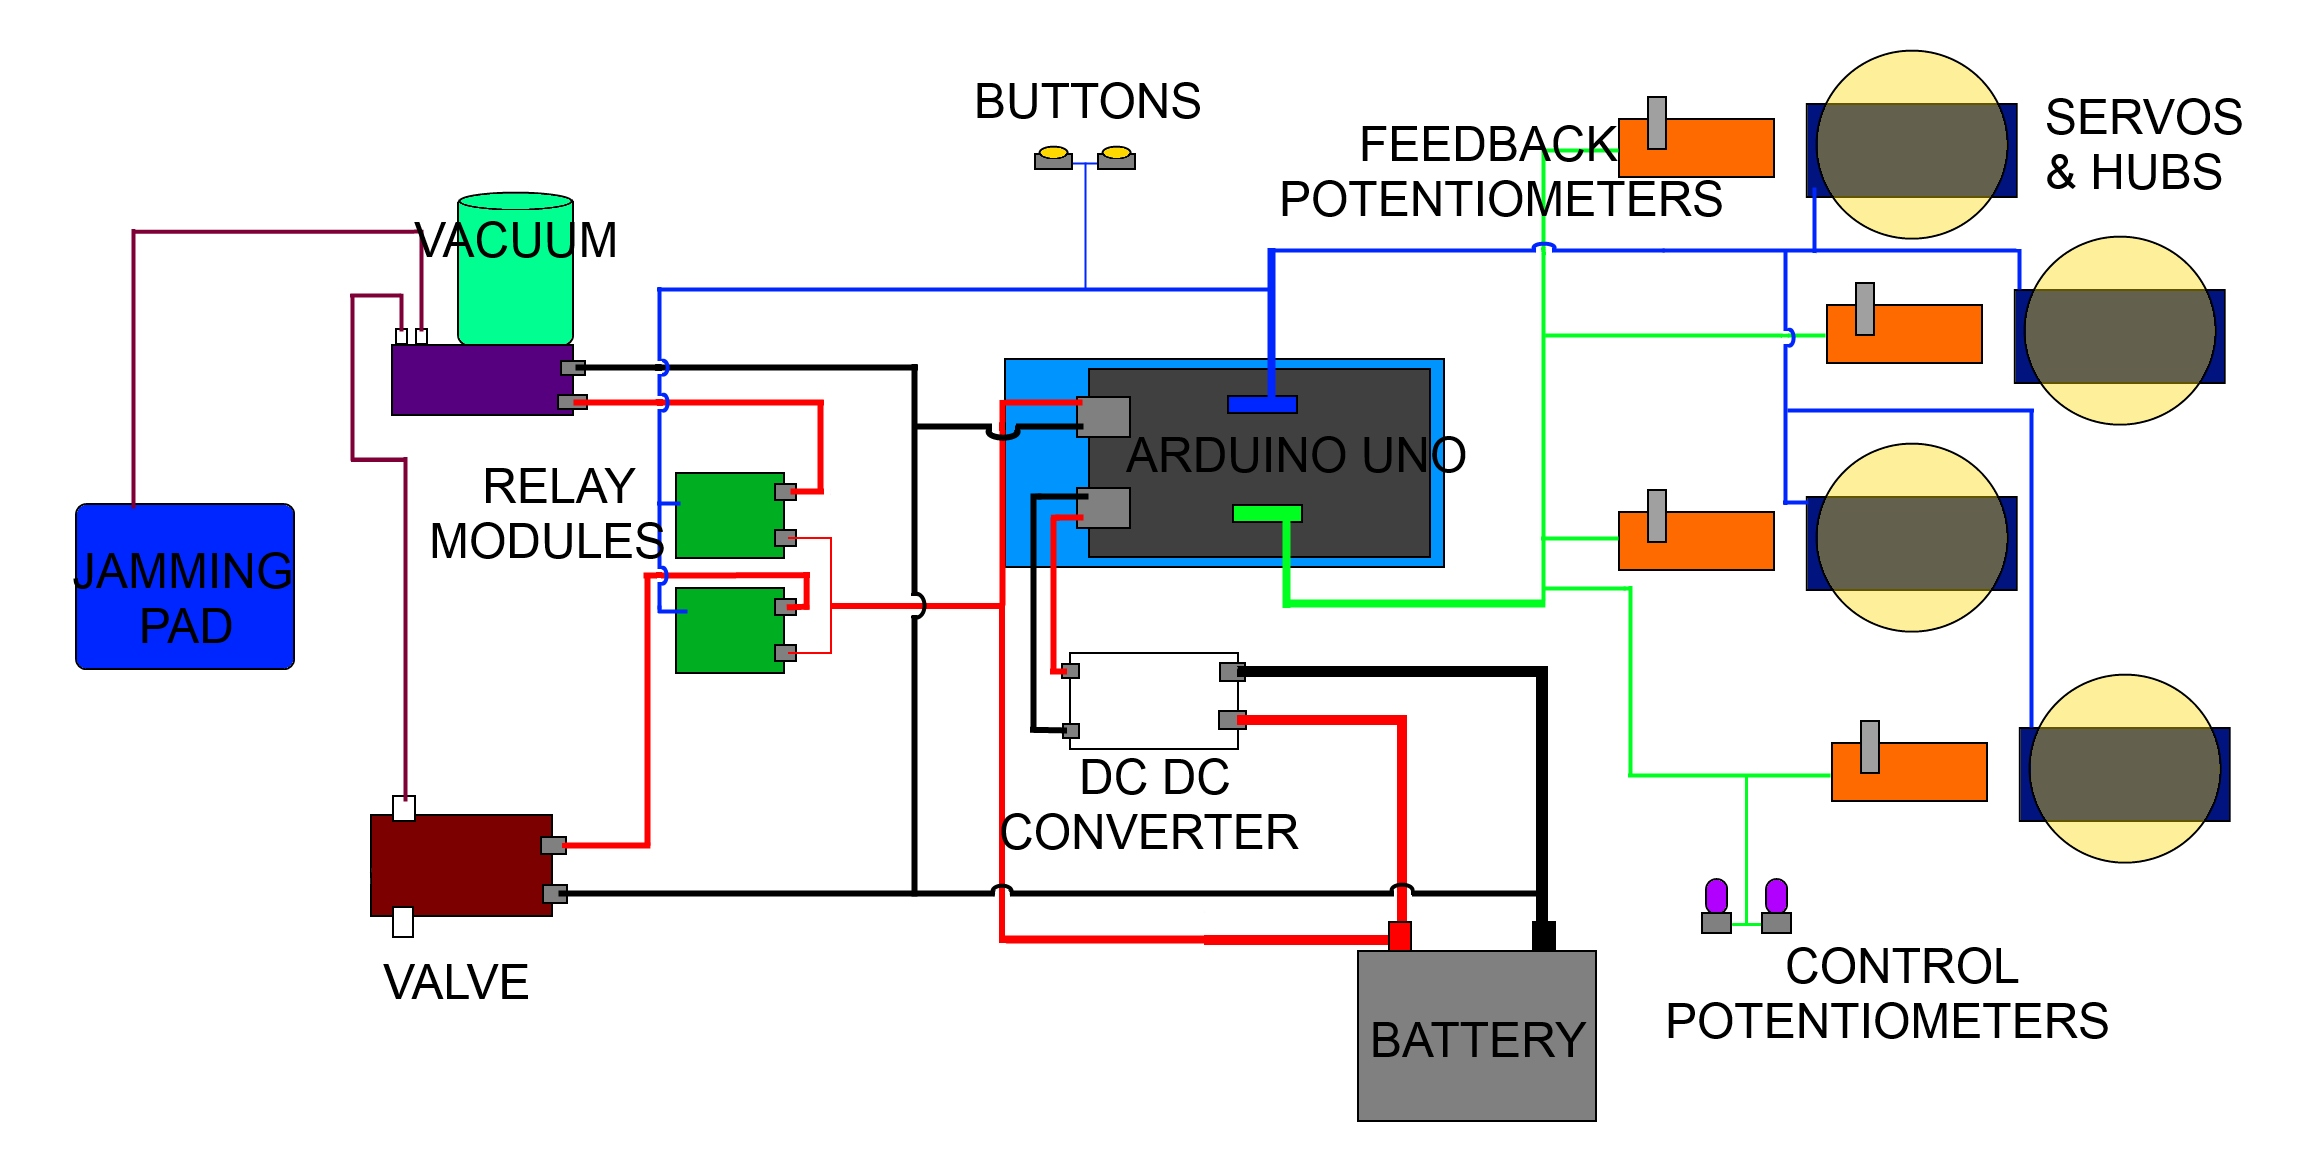 BUTTONS
FEEDBACK
POTENTIOMETERS
SERVOS
& HUBS
VACUUM
ARDUINO UNO
RELAY
MODULES
JAMMING
PAD
DC DC
CONVERTER
VALVE
CONTROL
POTENTIOMETERS
BATTERY